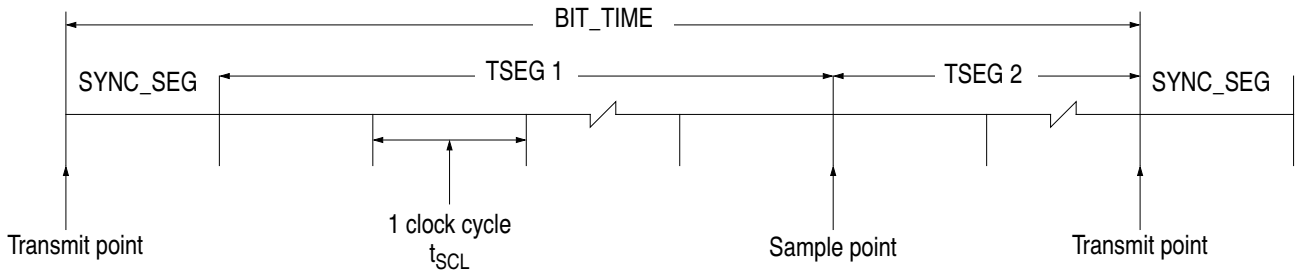 BIT_TIME
SYNC_SEG
TSEG 1
TSEG 2
SYNC_SEG
Transmit point
1 clock cycle
tSCL
Sample point
Transmit point